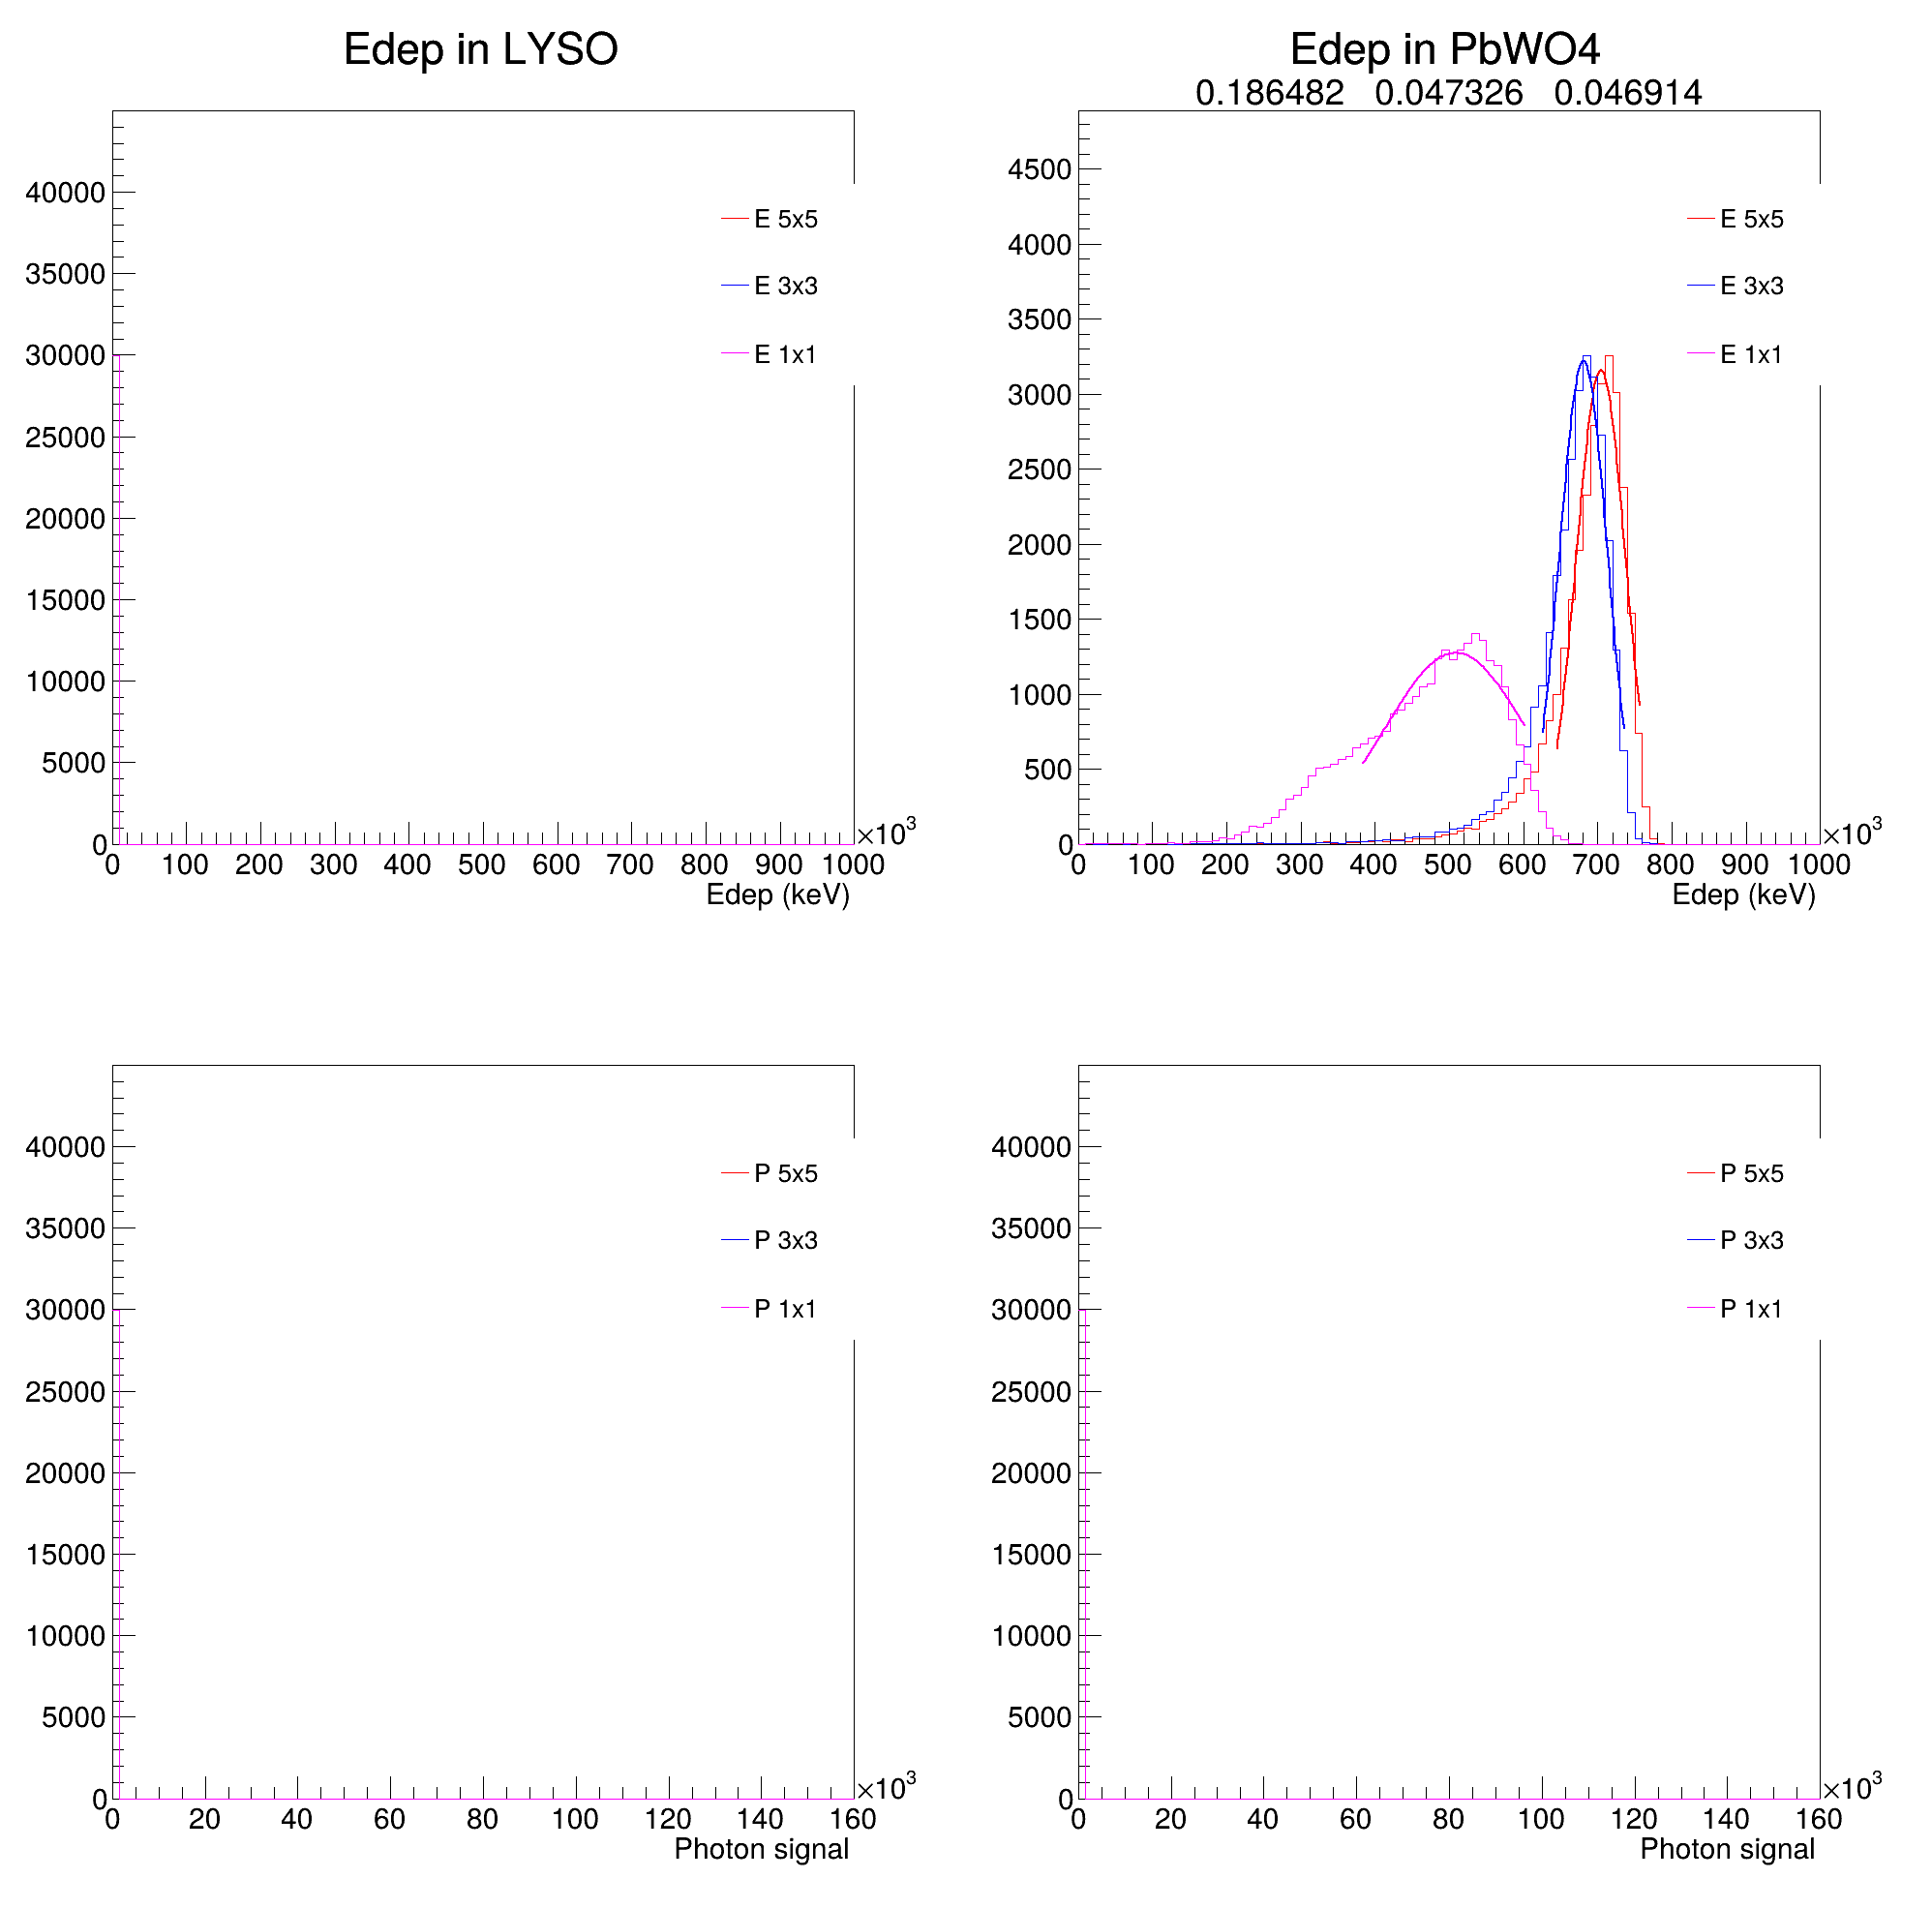 Edep in LYSO
40000
35000
30000
25000
20000
15000
10000
5000
0
E 5x5
E 3x3
E 1x1
0 100 200 300 400 500 600 700 800 900 1000
×10³
Edep (keV)
Edep in PbWO4
0.186482 0.047326 0.046914
4500
4000
3500
3000
2500
2000
1500
1000
500
0
E 5x5
E 3x3
E 1x1
0 100 200 300 400 500 600 700 800 900 1000
×10³
Edep (keV)
40000
35000
30000
25000
20000
15000
10000
5000
0
P 5x5
P 3x3
P 1x1
0 20 40 60 80 100 120 140 160
×10³
Photon signal
40000
35000
30000
25000
20000
15000
10000
5000
0
P 5x5
P 3x3
P 1x1
0 20 40 60 80 100 120 140 160
×10³
Photon signal